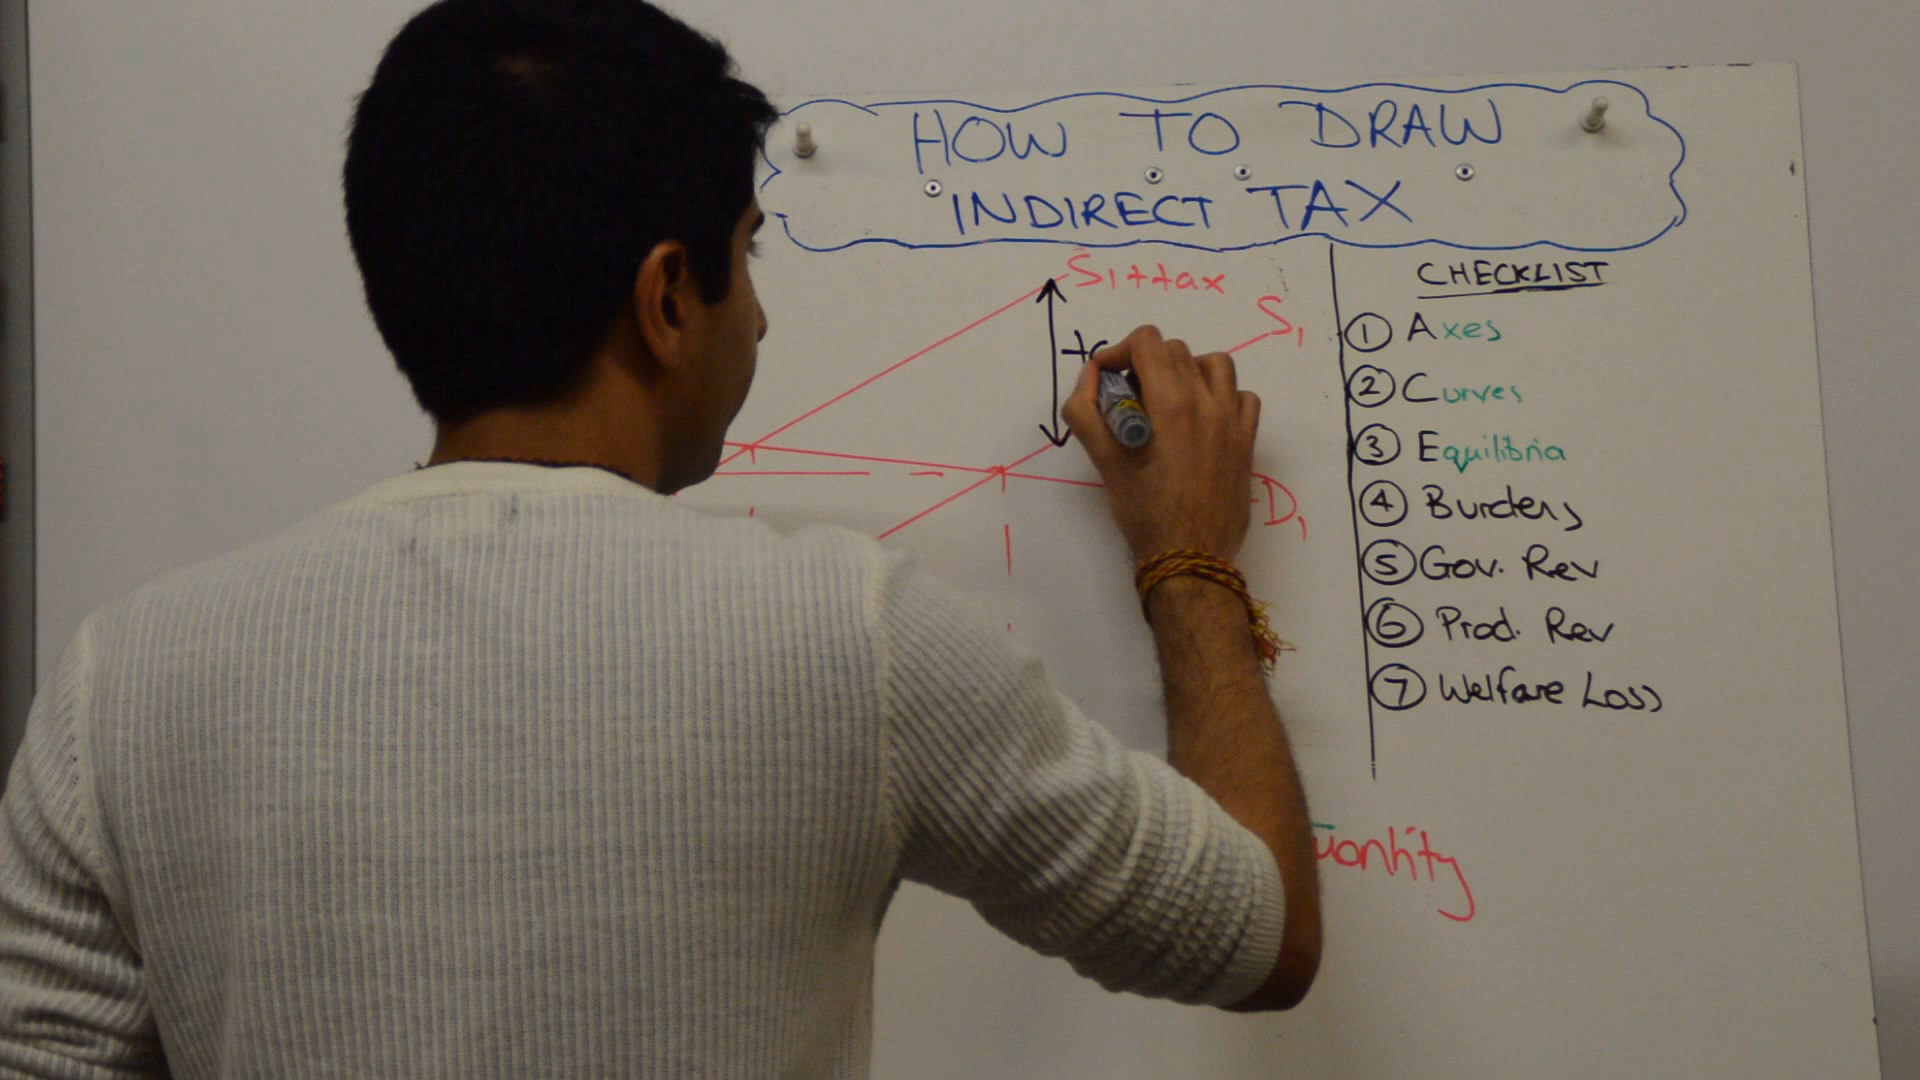 HOW TO DRAW
INDIRECT TAX
S1+tax
S1
D1
CHECKLIST
1 Axes
2 Curves
3 Equilibria
4 Burdens
5 Gov. Rev
6 Prod. Rev
7 Welfare Loss